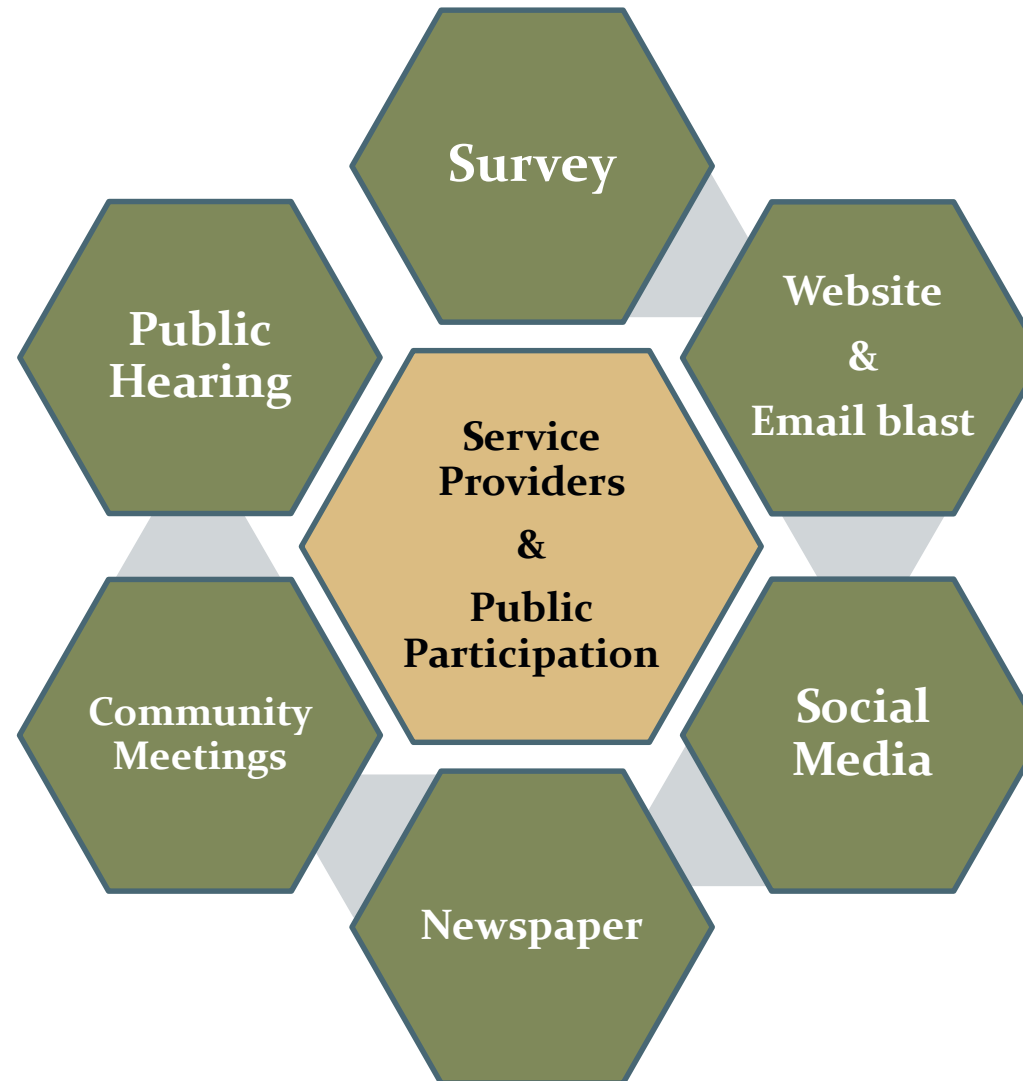 Survey
Website
&
Email blast
Public
Hearing
Service
Providers
&
Public
Participation
Social
Media
Community
Meetings
Newspaper